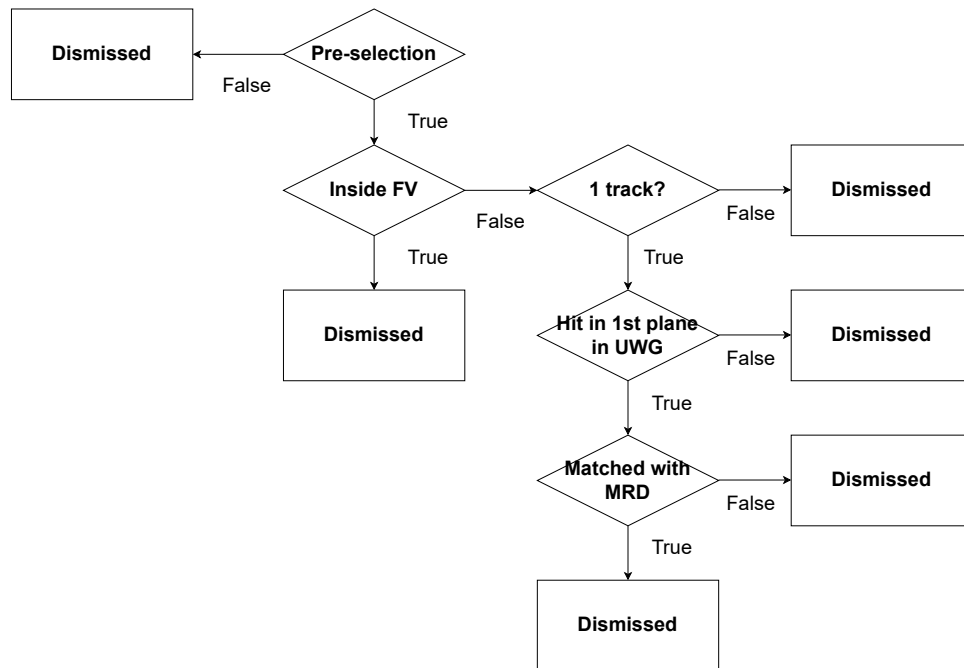 Dismissed
Pre-selection
False
True
Inside FV
False
1 track?
False
Dismissed
True
True
Dismissed
Hit in 1st plane
in UWG
False
Dismissed
True
Matched with
MRD
False
Dismissed
True
Dismissed